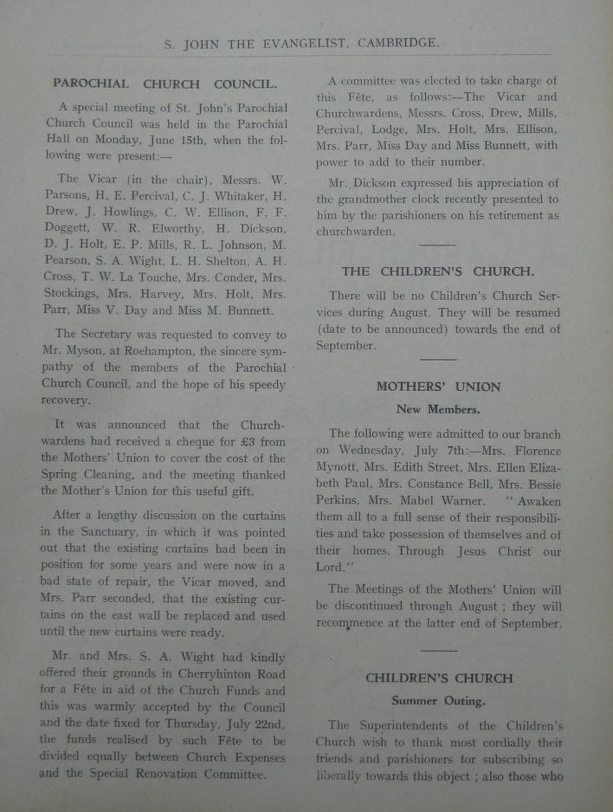 S. JOHN THE EVANGELIST, CAMBRIDGE.
PAROCHIAL CHURCH COUNCIL.
A special meeting of St. John's Parochial
Church Council was held in the Parochial
Hall on Monday, June 15th, when the fol-
lowing were present:—
The Vicar (in the chair), Messrs. W.
Parsons, H. E. Percival, C. J. Whitaker, H.
Drew, J. Howlings, C. W. Ellison, F. F.
Doggett, W. R. Elworthy, H. Dickson,
D. J. Holt, E. P. Mills, R. L. Johnson, M.
Pearson, S. A. Wight, L. H. Shelton, A. H.
Cross, T. W. La Touche, Mrs. Conder, Mrs.
Stockings, Mrs. Harvey, Mrs. Holt, Mrs.
Parr, Miss V. Day and Miss M. Bunnett.
The Secretary was requested to convey to
Mr. Myson, at Roehampton, the sincere sym-
pathy of the members of the Parochial
Church Council, and the hope of his speedy
recovery.
It was announced that the Church-
wardens had received a cheque for £3 from
the Mothers' Union to cover the cost of the
Spring Cleaning, and the meeting thanked
the Mother's Union for this useful gift.
After a lengthy discussion on the curtains
in the Sanctuary, in which it was pointed
out that the existing curtains had been in
position for some years and were now in a
bad state of repair, the Vicar moved, and
Mrs. Parr seconded, that the existing cur-
tains on the east wall be replaced and used
until the new curtains were ready.
Mr. and Mrs. S. A. Wight had kindly
offered their grounds in Cherryhinton Road
for a Fête in aid of the Church Funds and
this was warmly accepted by the Council
and the date fixed for Thursday, July 22nd,
the funds realised by such Fête to be
divided equally between Church Expenses
and the Special Renovation Committee.
A committee was elected to take charge of
this Fête, as follows:—The Vicar and
Churchwardens, Messrs. Cross, Drew, Mills,
Percival, Lodge, Mrs. Holt, Mrs. Ellison,
Mrs. Parr, Miss Day and Miss Bunnett, with
power to add to their number.
Mr. Dickson expressed his appreciation of
the grandmother clock recently presented to
him by the parishioners on his retirement as
churchwarden.
THE CHILDREN'S CHURCH.
There will be no Children's Church Ser-
vices during August. They will be resumed
(date to be announced) towards the end of
September.
MOTHERS' UNION
New Members.
The following were admitted to our branch
on Wednesday, July 7th:—Mrs. Florence
Mynott, Mrs. Edith Street, Mrs. Ellen Eliza-
beth Paul, Mrs. Constance Bell, Mrs. Bessie
Perkins, Mrs. Mabel Warner. "Awaken
them all to a full sense of their responsibili-
ties and take possession of themselves and of
their homes. Through Jesus Christ our
Lord."
The Meetings of the Mothers' Union will
be discontinued through August ; they will
recommence at the latter end of September.
CHILDREN'S CHURCH
Summer Outing.
The Superintendents of the Children's
Church wish to thank most cordially their
friends and parishioners for subscribing so
liberally towards this object ; also those who